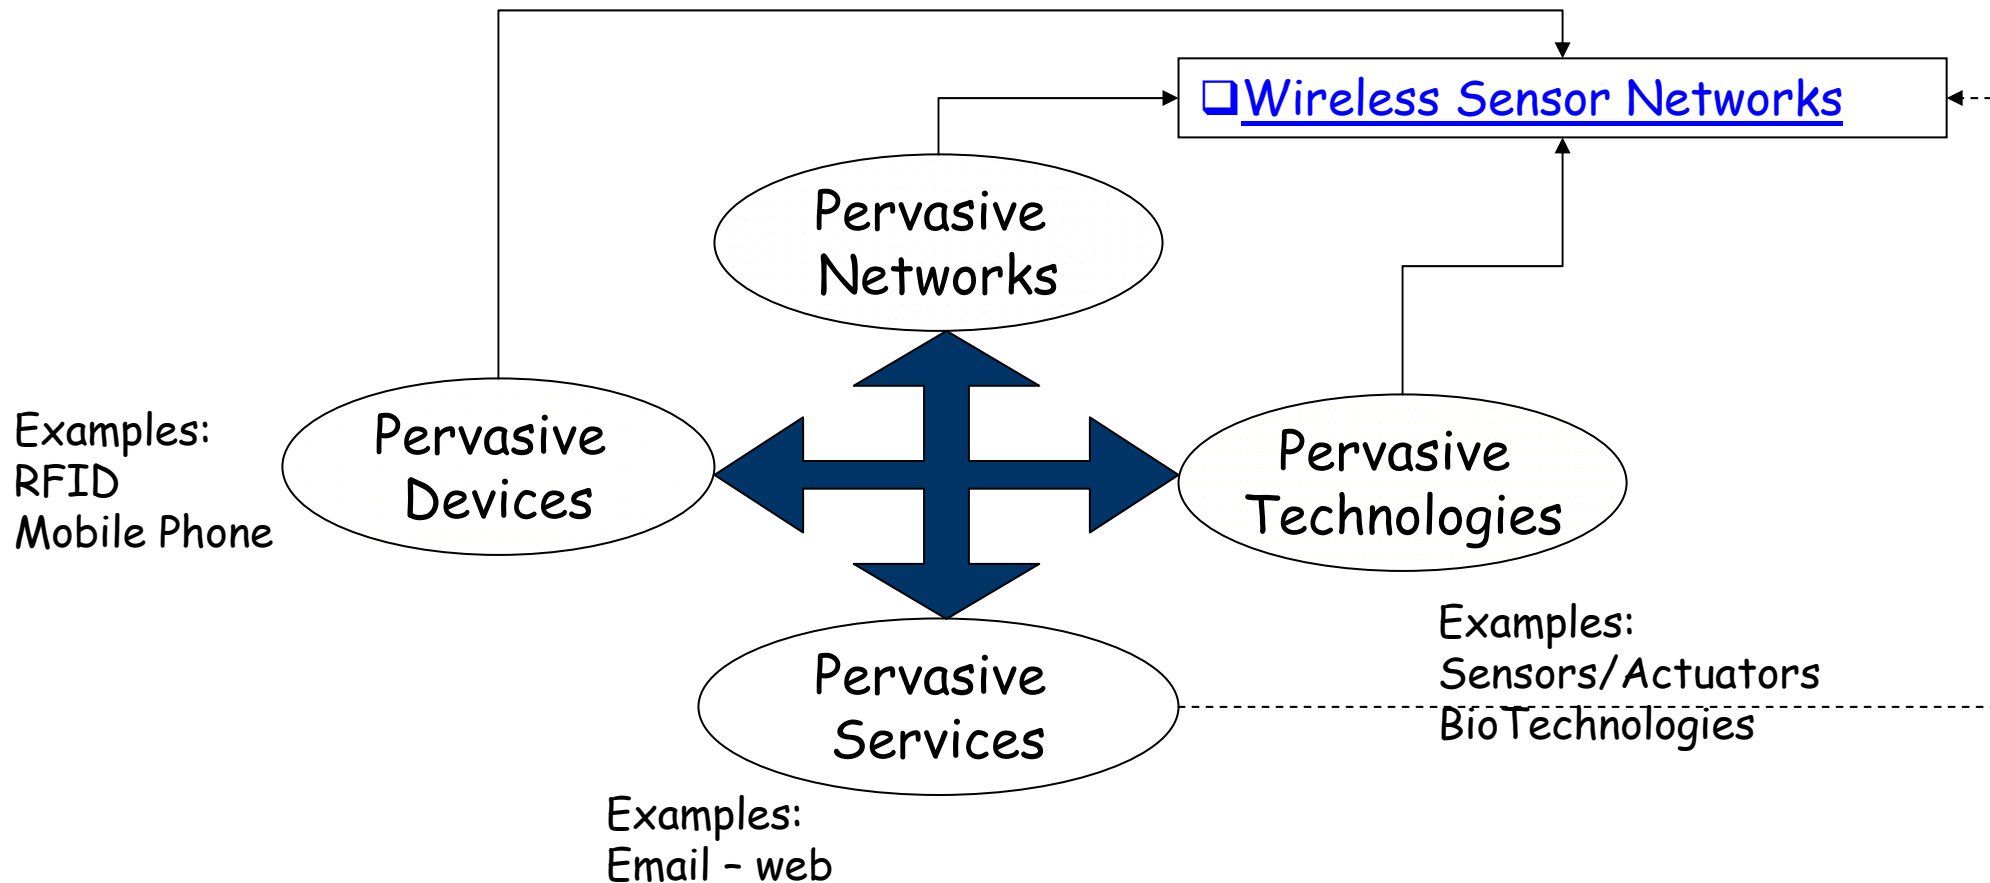 ❑Wireless Sensor Networks
Pervasive
Networks
Examples:
RFID
Mobile Phone
Pervasive
Devices
Pervasive
Technologies
Examples:
Sensors/Actuators
BioTechnologies
Pervasive
Services
Examples:
Email – web